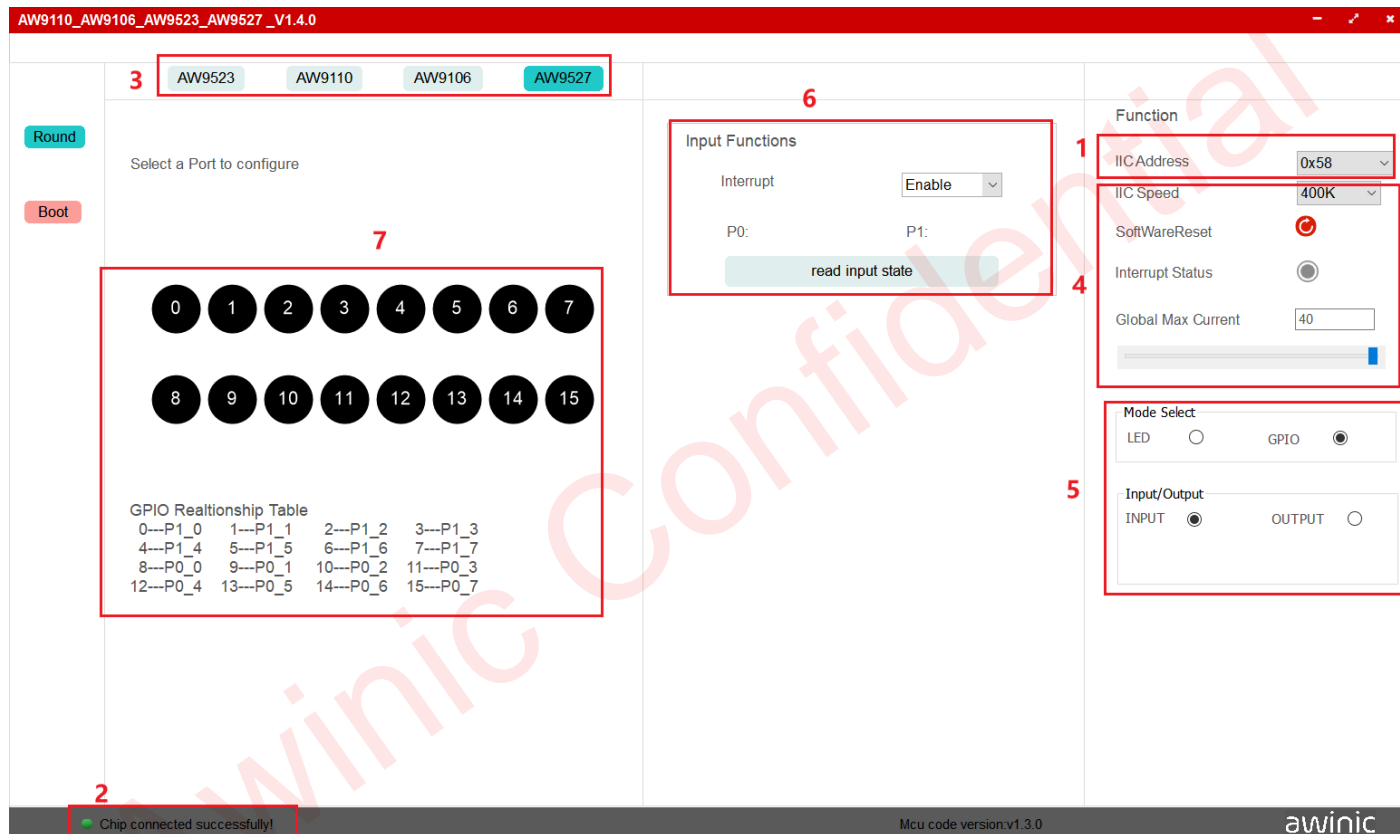 AW9110_AW9106_AW9523_AW9527 _V1.4.0
3
AW9523 AW9110 AW9106 AW9527
6
Round
Boot
Select a Port to configure
Input Functions
Interrupt Enable
P0: P1:
read input state
Function
1
IIC Address 0x58
IIC Speed 400K
SoftWareReset
Interrupt Status
4
Global Max Current 40
7
0 1 2 3 4 5 6 7
8 9 10 11 12 13 14 15
Mode Select
LED GPIO
5
Input/Output
INPUT OUTPUT
GPIO Realtionship Table
0---P1_0 1---P1_1 2---P1_2 3---P1_3
4---P1_4 5---P1_5 6---P1_6 7---P1_7
8---P0_0 9---P0_1 10---P0_2 11---P0_3
12---P0_4 13---P0_5 14---P0_6 15---P0_7
2
Chip connected successfully!
Mcu code version:v1.3.0
awinic
awinic Confidential